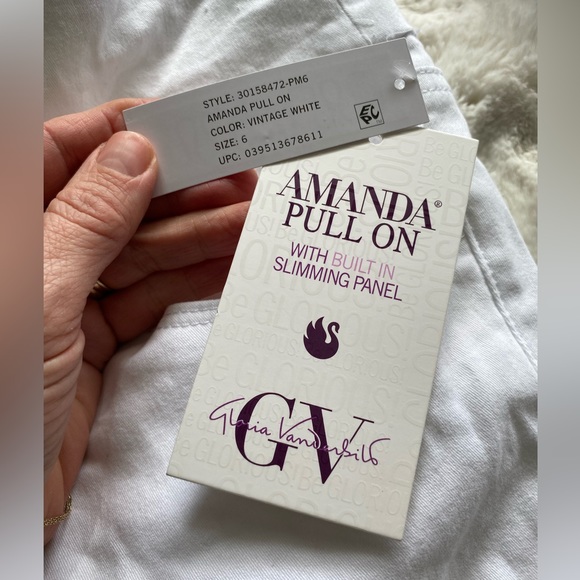 STYLE: 30158472-PM6
AMANDA PULL ON
COLOR: VINTAGE WHITE
SIZE: 6
UPC: 039513678611
AMANDA®
PULL ON
WITH BUILT IN
SLIMMING PANEL
GV
Gloria Vanderbilt